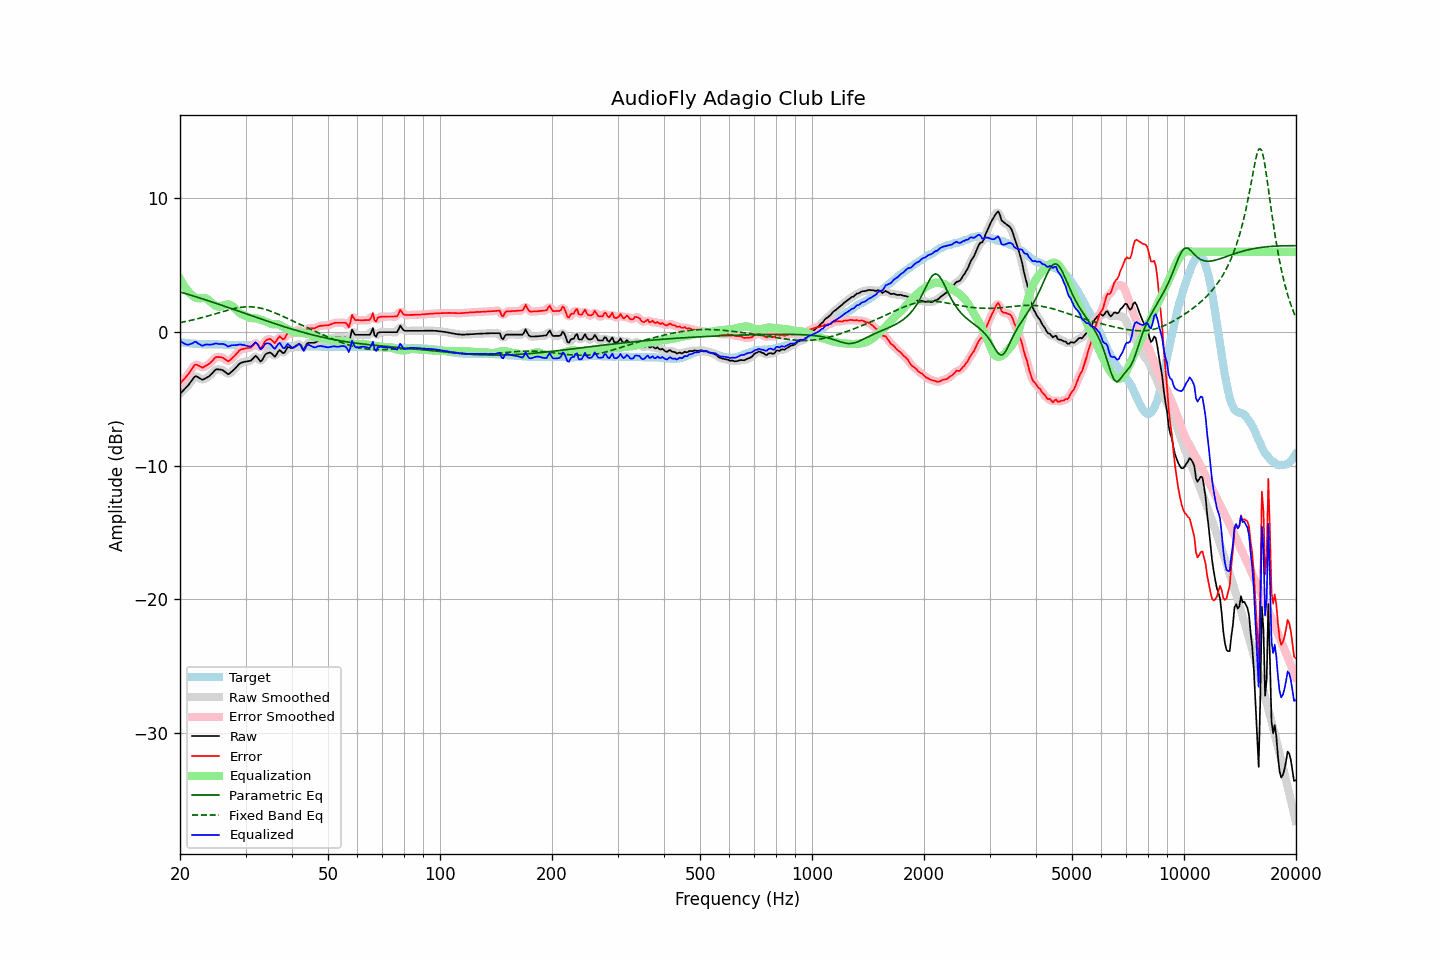 AudioFly Adagio Club Life
Amplitude (dBr)
10
0
−10
−20
−30
Target
Raw Smoothed
Error Smoothed
Raw
Error
Equalization
Parametric Eq
Fixed Band Eq
Equalized
20 50 100 200 500 1000 2000 5000 10000 20000
Frequency (Hz)